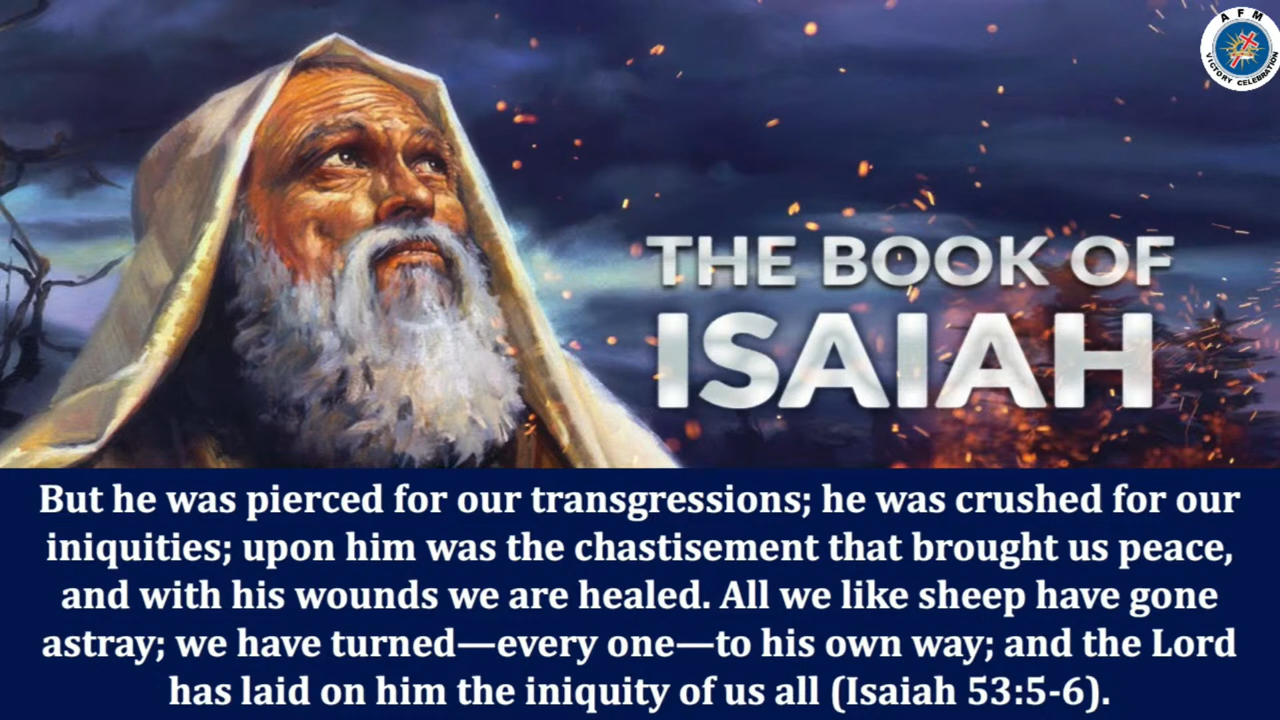 AFM
VICTORY CELEBRATION
THE BOOK OF
ISAIAH
But he was pierced for our transgressions; he was crushed for our
iniquities; upon him was the chastisement that brought us peace,
and with his wounds we are healed. All we like sheep have gone
astray; we have turned—every one—to his own way; and the Lord
has laid on him the iniquity of us all (Isaiah 53:5-6).